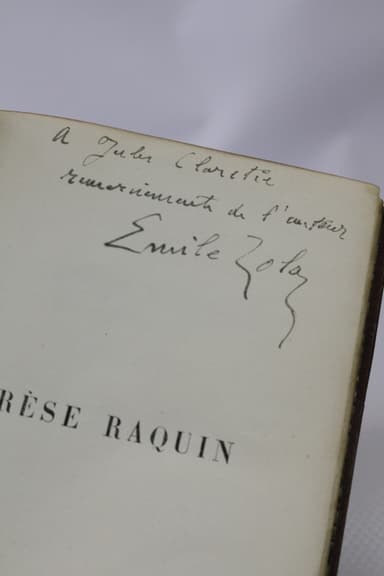 A Jules Claretie
remerciements de l'auteur
Emile Zola
RÈSE RAQUIN